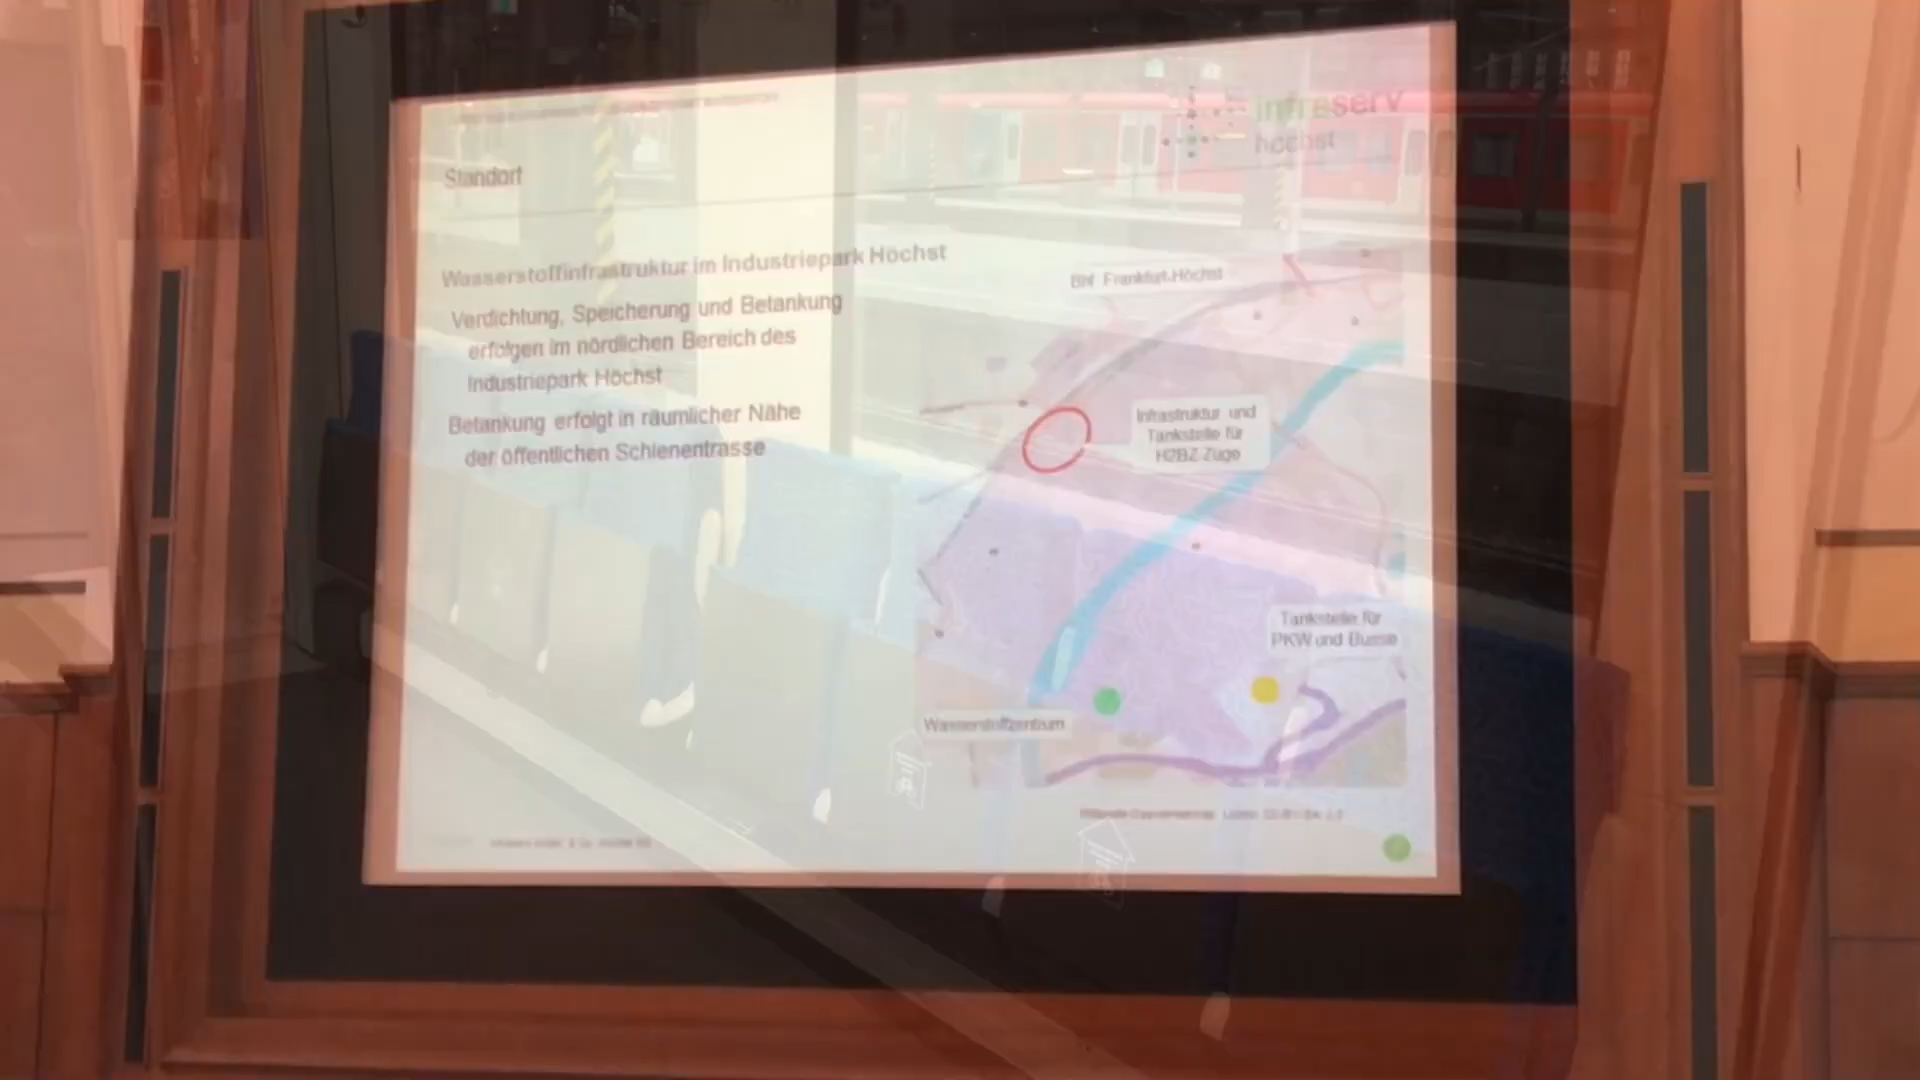 infraserv
höchst
Standort
Wasserstoffinfrastruktur im Industriepark Höchst
Verdichtung, Speicherung und Betankung
erfolgen im nördlichen Bereich des
Industriepark Höchst
Betankung erfolgt in räumlicher Nähe
der öffentlichen Schienentrasse
Bhf Frankfurt-Höchst
Infrastruktur und
Tankstelle für
H2BZ Züge
Tankstelle für
PKW und Busse
Wasserstoffzentrum